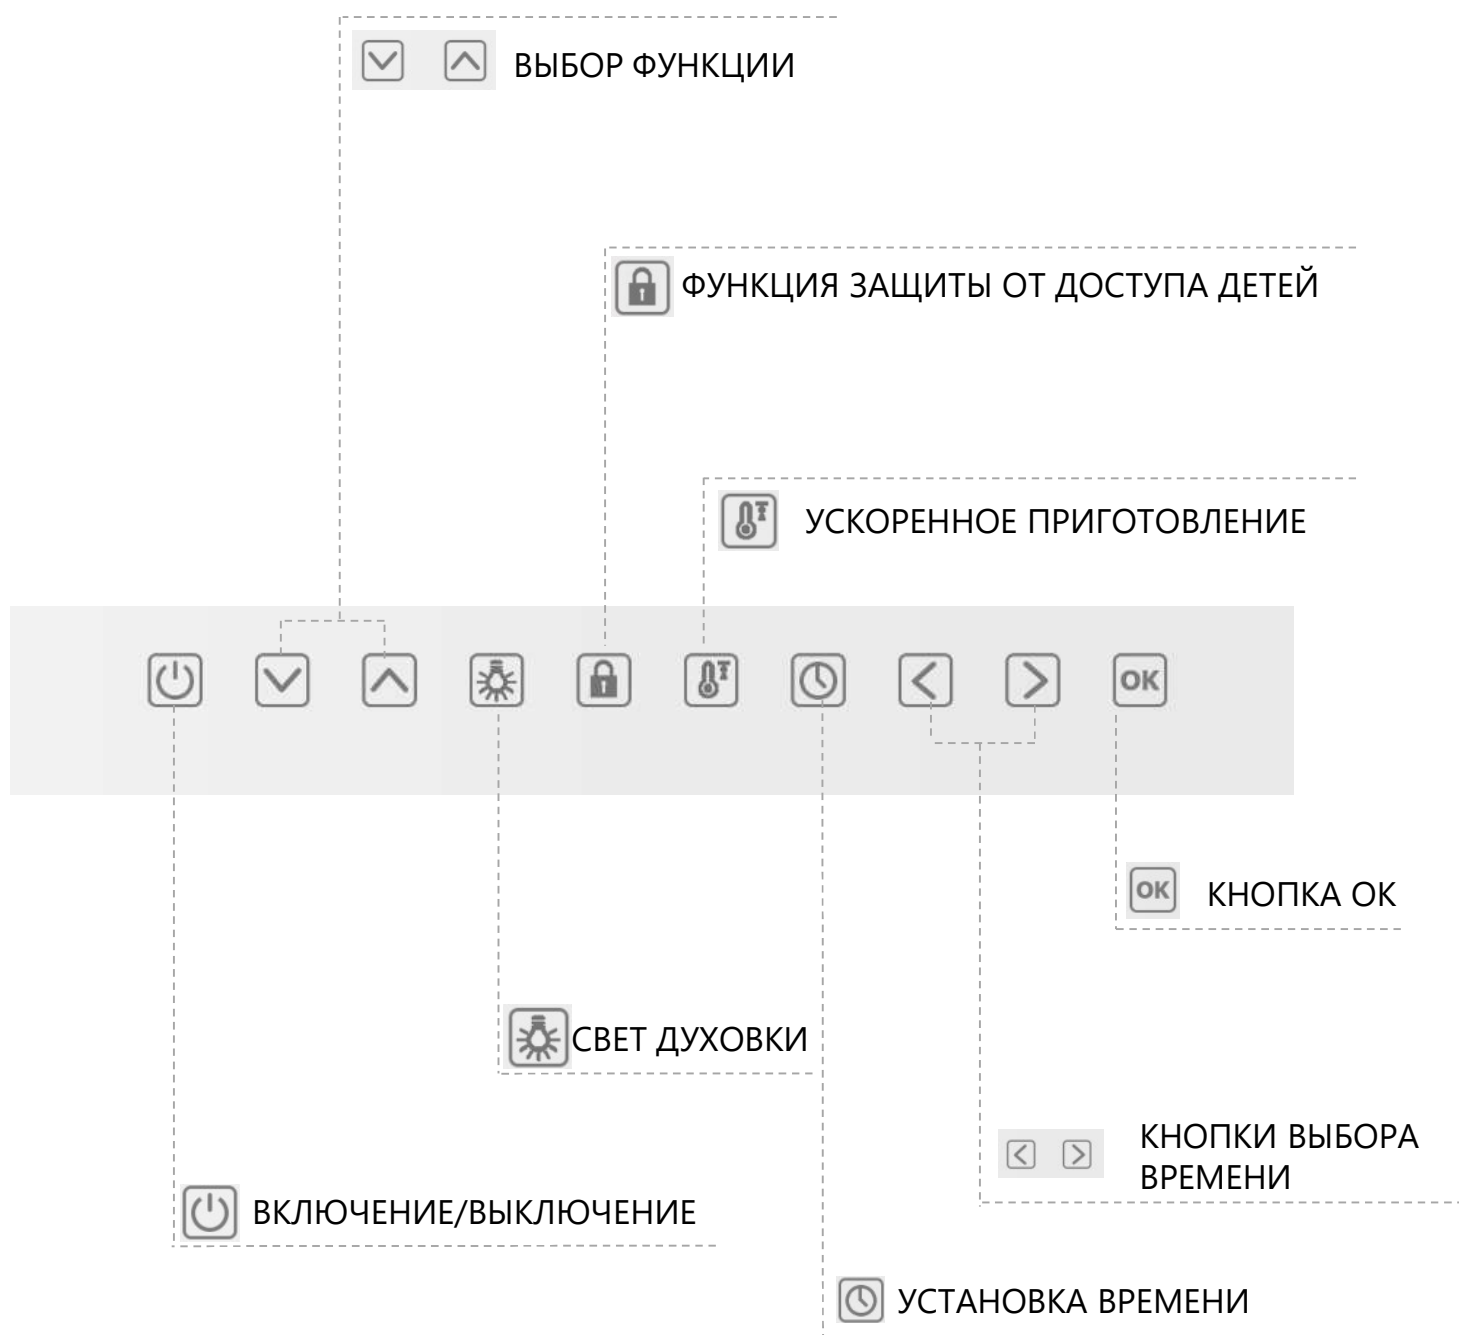 ВЫБОР ФУНКЦИИ
ФУНКЦИЯ ЗАЩИТЫ ОТ ДОСТУПА ДЕТЕЙ
УСКОРЕННОЕ ПРИГОТОВЛЕНИЕ
OK
OK КНОПКА ОК
СВЕТ ДУХОВКИ
КНОПКИ ВЫБОРА
ВРЕМЕНИ
ВКЛЮЧЕНИЕ/ВЫКЛЮЧЕНИЕ
УСТАНОВКА ВРЕМЕНИ